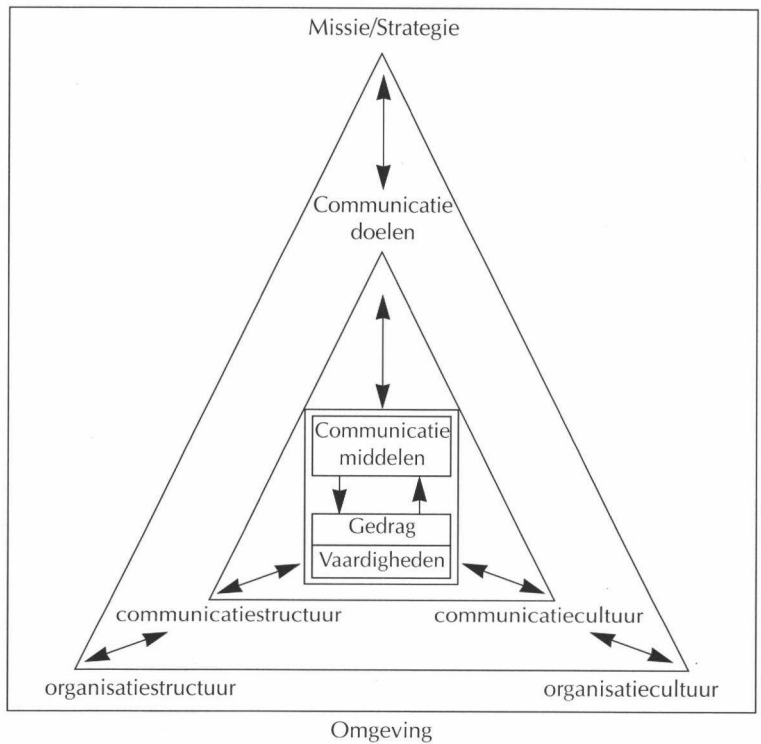 Missie/Strategie
Communicatie
doelen
Communicatie
middelen
Gedrag
Vaardigheden
communicatiestructuur
communicatiecultuur
organisatiestructuur
organisatiecultuur
Omgeving